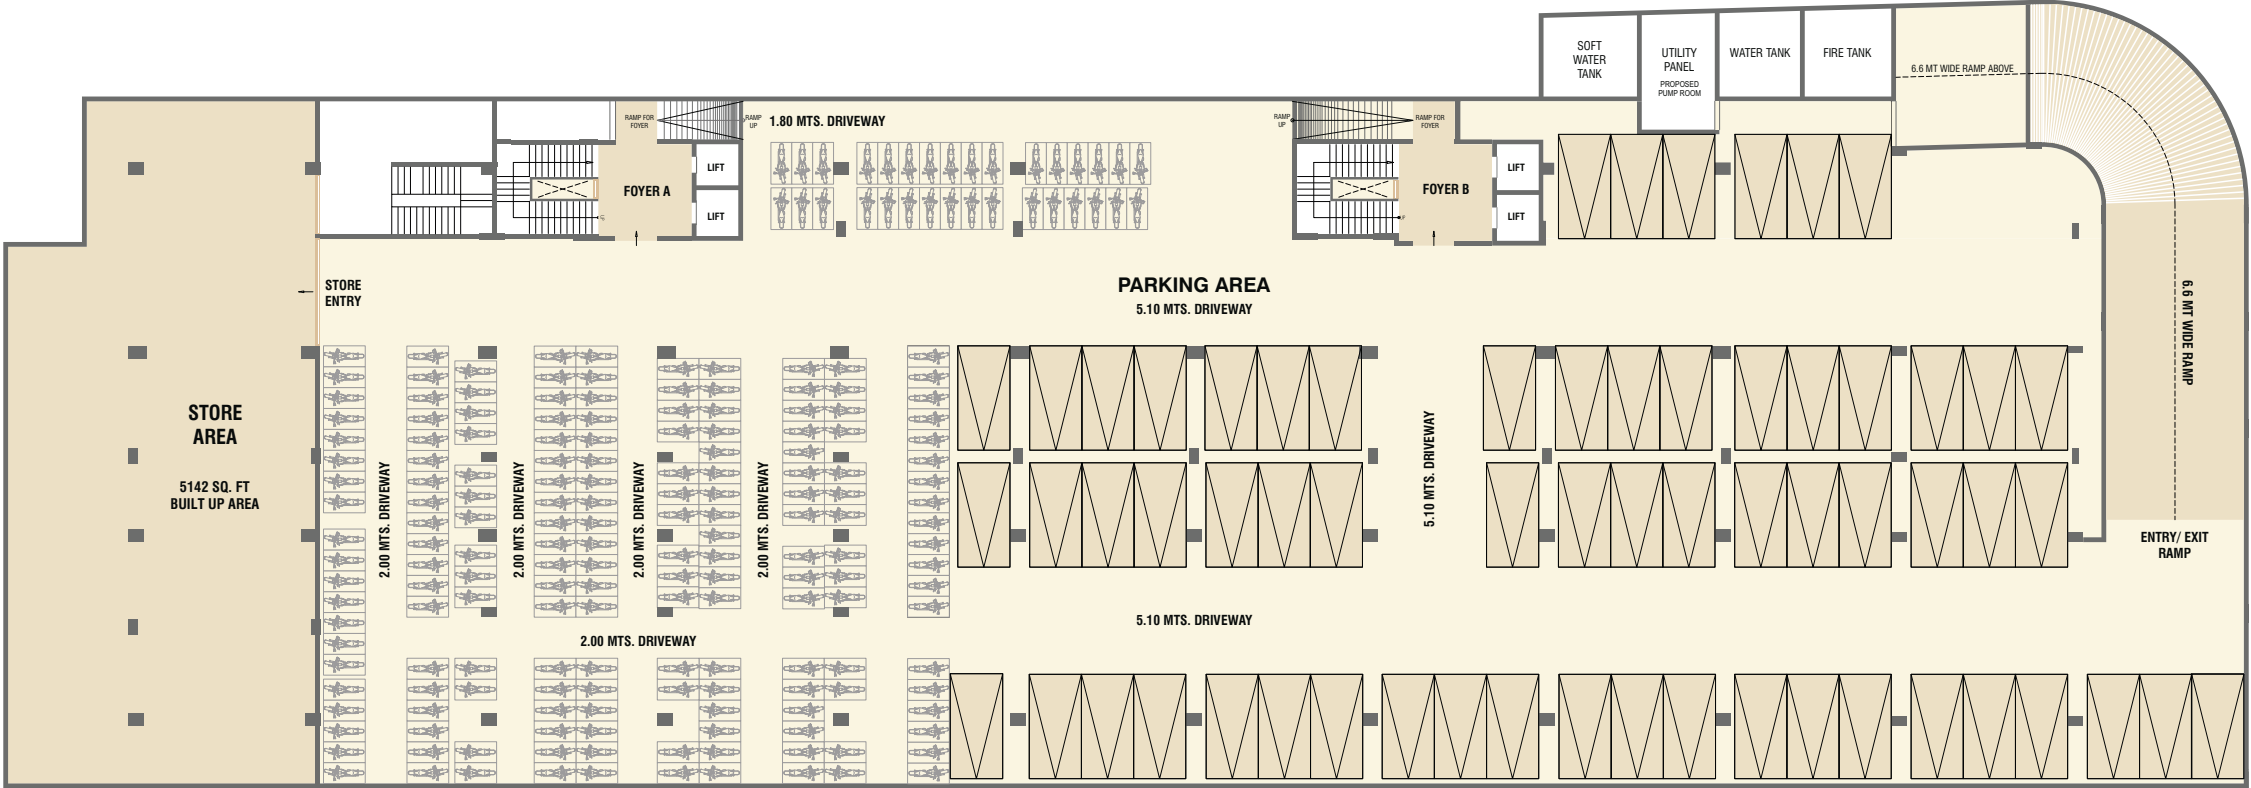 SOFT
WATER
TANK
UTILITY
PANEL
PROPOSED
PUMP ROOM
WATER TANK
FIRE TANK
6.6 MT WIDE RAMP ABOVE
RAMP FOR
FOYER
RAMP
UP
1.80 MTS. DRIVEWAY
RAMP
UP
RAMP FOR
FOYER
LIFT
LIFT
FOYER A
LIFT
LIFT
FOYER B
STORE
ENTRY
PARKING AREA
5.10 MTS. DRIVEWAY
6.6 MT WIDE RAMP
STORE
AREA
5142 SQ. FT
BUILT UP AREA
2.00 MTS. DRIVEWAY
2.00 MTS. DRIVEWAY
2.00 MTS. DRIVEWAY
2.00 MTS. DRIVEWAY
5.10 MTS. DRIVEWAY
ENTRY/ EXIT
RAMP
2.00 MTS. DRIVEWAY
5.10 MTS. DRIVEWAY